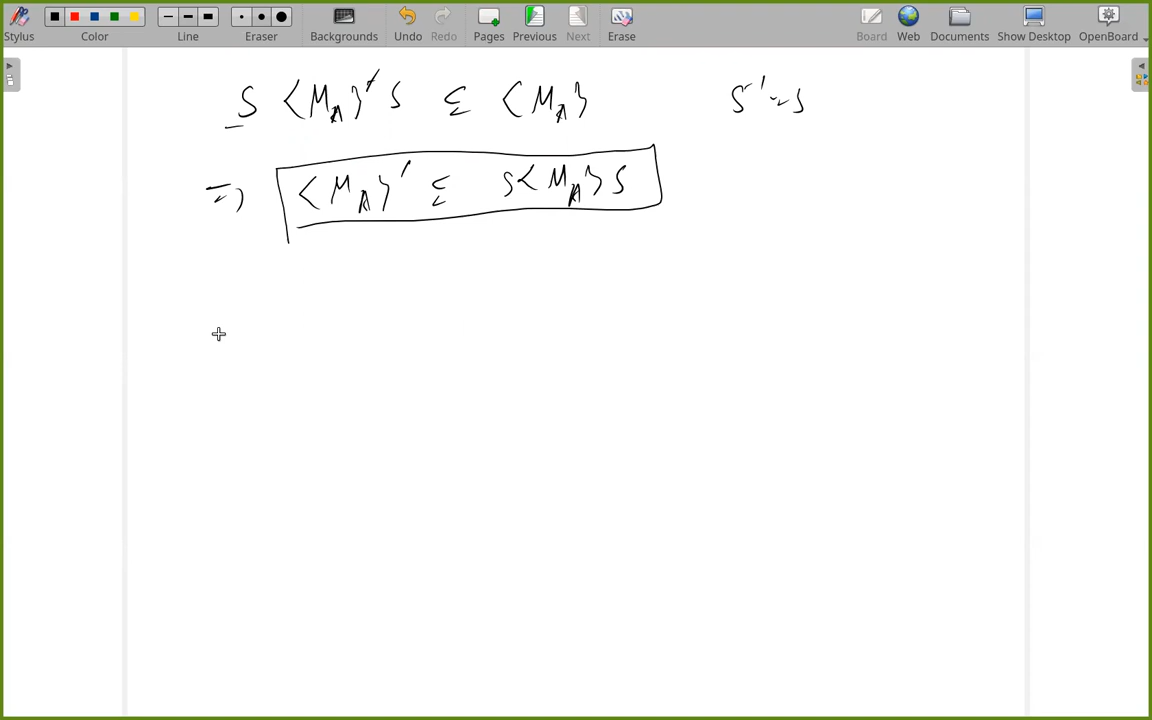 Stylus Color Line Eraser Backgrounds Undo Redo Pages Previous Next Erase Board Web Documents Show Desktop OpenBoard
S ⟨M_A⟩' S ⊆ ⟨M_A⟩ S⁻¹ = S
⇒ ⟨M_A⟩' ⊆ S⟨M_A⟩S